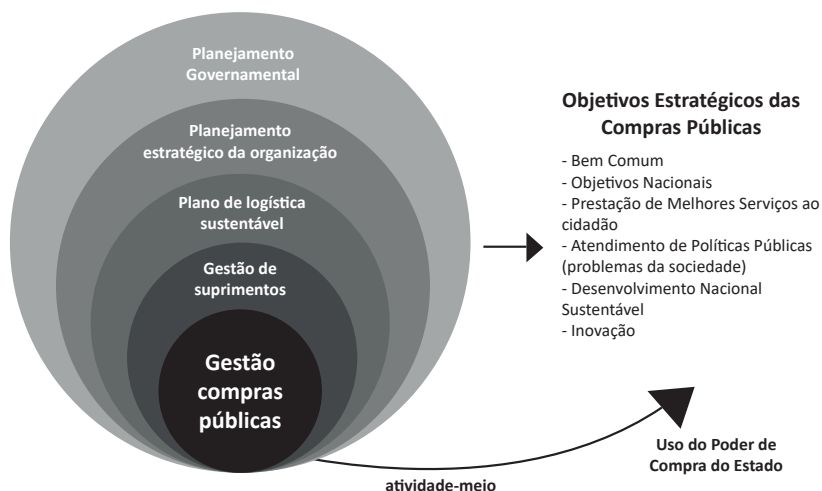 Planejamento
Governamental
Planejamento
estratégico da organização
Plano de logística
sustentável
Gestão de
suprimentos
Gestão
compras
públicas
Objetivos Estratégicos das
Compras Públicas
- Bem Comum
- Objetivos Nacionais
- Prestação de Melhores Serviços ao
cidadão
- Atendimento de Políticas Públicas
(problemas da sociedade)
- Desenvolvimento Nacional
Sustentável
- Inovação
Uso do Poder de
Compra do Estado
atividade-meio